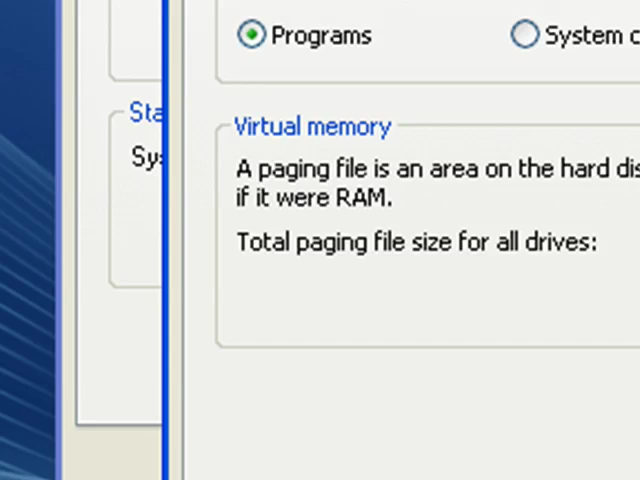 Programs
System c
Sta
Virtual memory
Sys
A paging file is an area on the hard dis
if it were RAM.
Total paging file size for all drives: